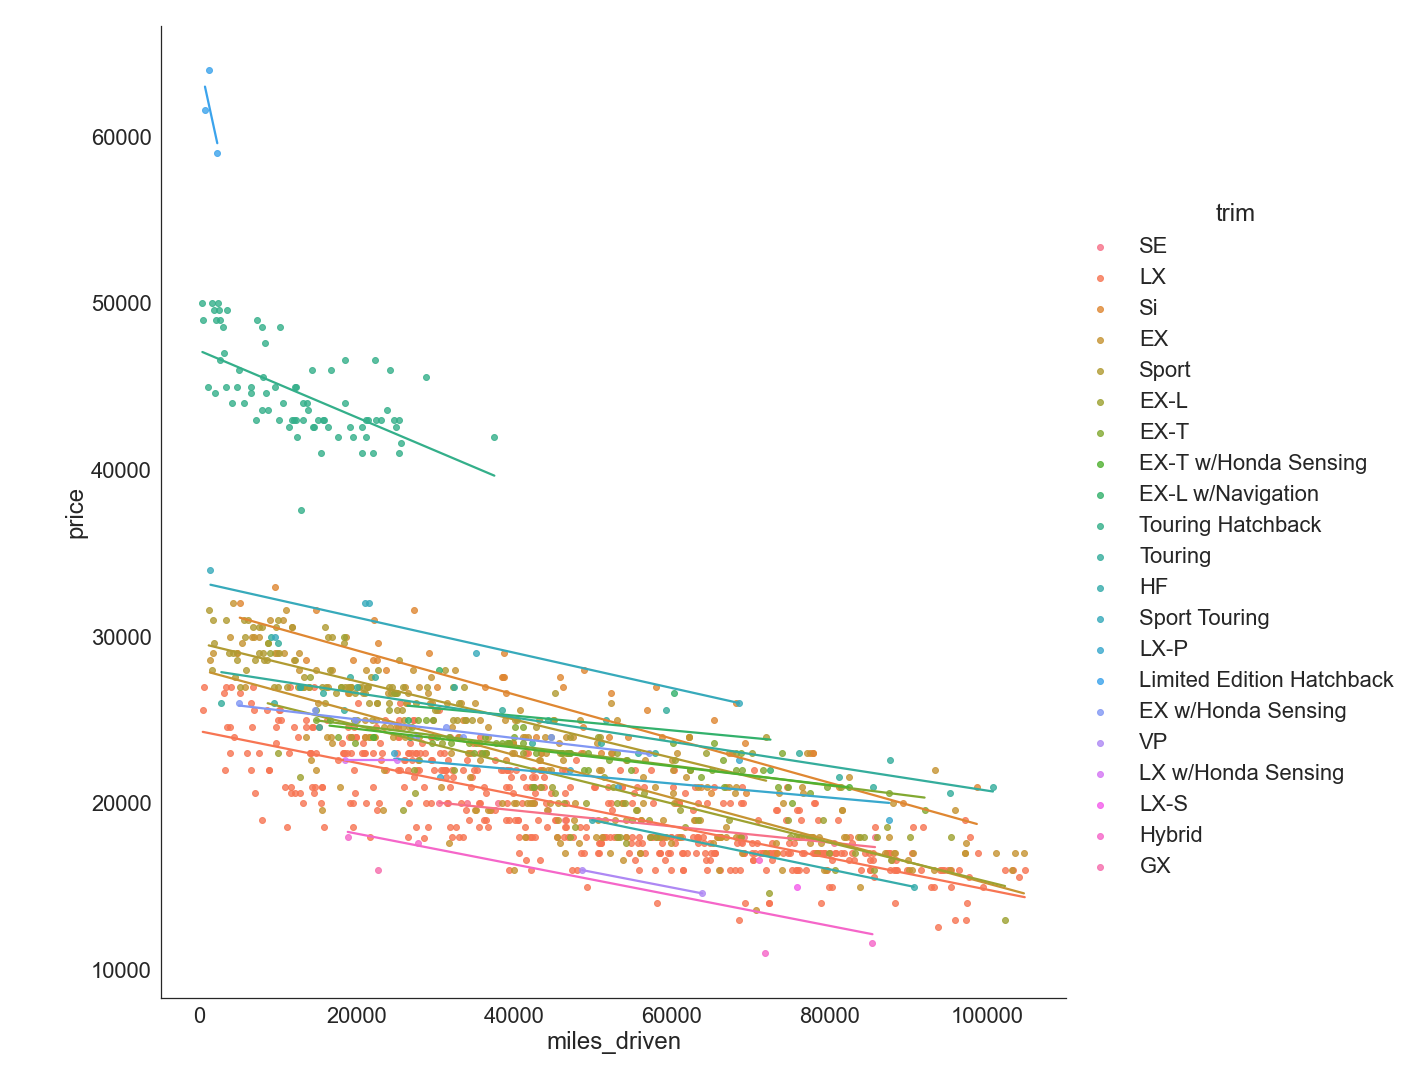 60000
50000
40000
30000
20000
10000
price
0 20000 40000 60000 80000 100000
miles_driven
trim
SE
LX
Si
EX
Sport
EX-L
EX-T
EX-T w/Honda Sensing
EX-L w/Navigation
Touring Hatchback
Touring
HF
Sport Touring
LX-P
Limited Edition Hatchback
EX w/Honda Sensing
VP
LX w/Honda Sensing
LX-S
Hybrid
GX